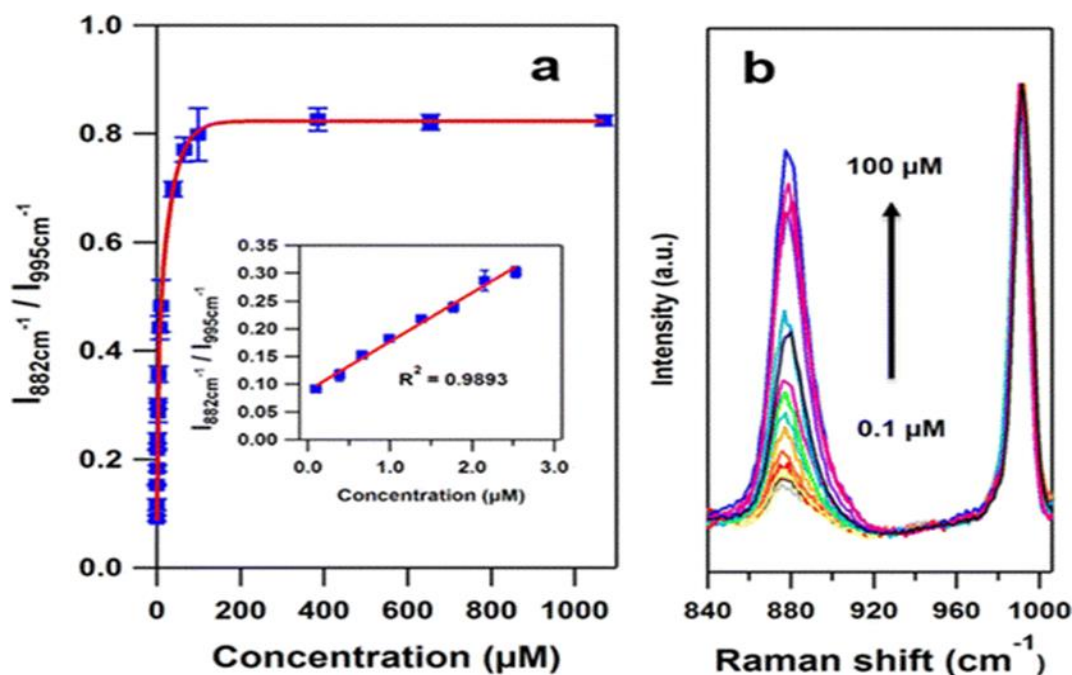 a
I882cm-1 / I995cm-1
1.0
0.8
0.6
0.4
0.2
0.0
0 200 400 600 800 1000
Concentration (µM)
I882cm-1 / I995cm-1
0.35
0.30
0.25
0.20
0.15
0.10
0.05
0.00
R2 = 0.9893
0.0 1.0 2.0 3.0
Concentration (µM)
b
Intensity (a.u.)
100 µM
0.1 µM
840 880 920 960 1000
Raman shift (cm-1)